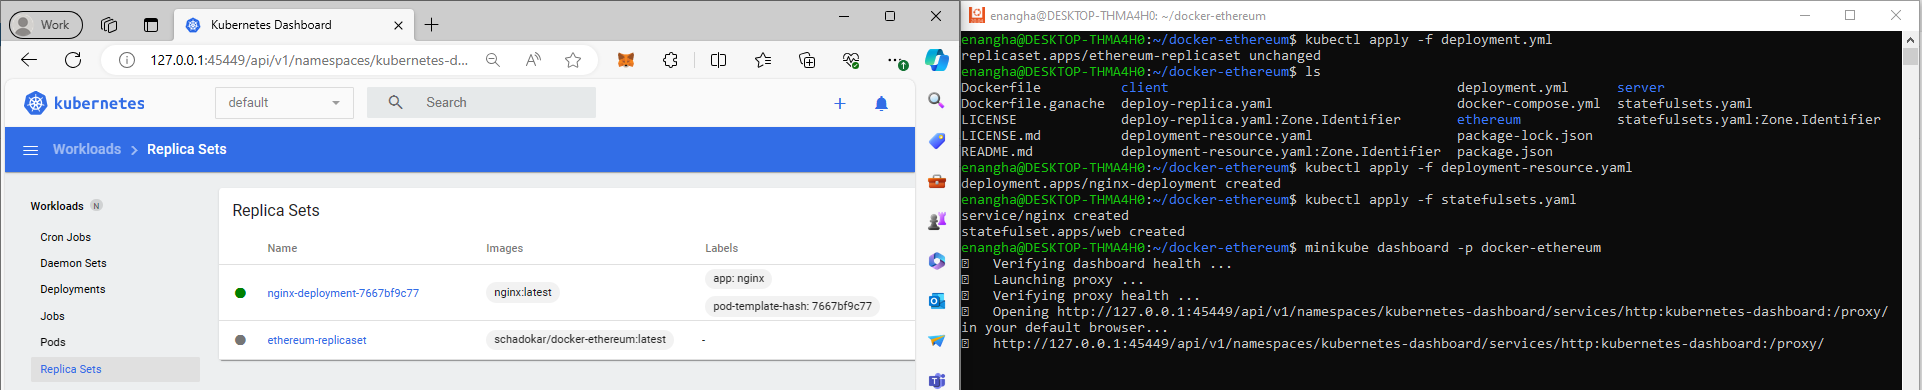 Work
Kubernetes Dashboard
127.0.0.1:45449/api/v1/namespaces/kubernetes-d...
kubernetes
default
Search
Workloads > Replica Sets
Workloads N
Cron Jobs
Daemon Sets
Deployments
Jobs
Pods
Replica Sets
Replica Sets
Name Images Labels
nginx-deployment-7667bf9c77 nginx:latest app: nginx
pod-template-hash: 7667bf9c77
ethereum-replicaset schadokar/docker-ethereum:latest -
enangha@DESKTOP-THMA4H0: ~/docker-ethereum
enangha@DESKTOP-THMA4H0:~/docker-ethereum$ kubectl apply -f deployment.yml
replicaset.apps/ethereum-replicaset unchanged
enangha@DESKTOP-THMA4H0:~/docker-ethereum$ ls
Dockerfile client deployment.yml server
Dockerfile.ganache deploy-replica.yaml docker-compose.yml statefulsets.yaml
LICENSE deploy-replica.yaml:Zone.Identifier ethereum statefulsets.yaml:Zone.Identifier
LICENSE.md deployment-resource.yaml package-lock.json
README.md deployment-resource.yaml:Zone.Identifier package.json
enangha@DESKTOP-THMA4H0:~/docker-ethereum$ kubectl apply -f deployment-resource.yaml
deployment.apps/nginx-deployment created
enangha@DESKTOP-THMA4H0:~/docker-ethereum$ kubectl apply -f statefulsets.yaml
service/nginx created
statefulset.apps/web created
enangha@DESKTOP-THMA4H0:~/docker-ethereum$ minikube dashboard -p docker-ethereum
Verifying dashboard health ...
Launching proxy ...
Verifying proxy health ...
Opening http://127.0.0.1:45449/api/v1/namespaces/kubernetes-dashboard/services/http:kubernetes-dashboard:/proxy/
in your default browser...
http://127.0.0.1:45449/api/v1/namespaces/kubernetes-dashboard/services/http:kubernetes-dashboard:/proxy/